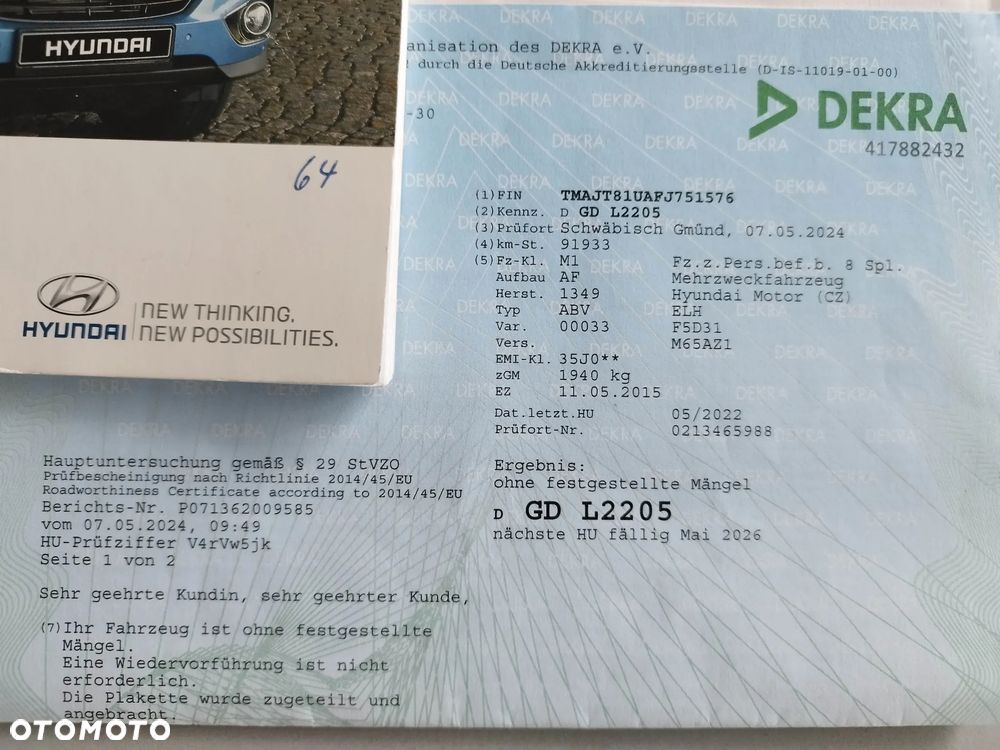 HYUNDAI
64
HYUNDAI
NEW THINKING.
NEW POSSIBILITIES.
anisation des DEKRA e.V.
durch die Deutsche Akkreditierungsstelle (D-IS-11019-01-00)
-30
DEKRA
417882432
(1) FIN TMAJT81UAFJ751576
(2) Kennz. D GD L2205
(3) Prüfort Schwäbisch Gmünd, 07.05.2024
(4) km-St. 91933
(5) Fz-Kl. M1 Fz.z.Pers.bef.b. 8 Spl.
Aufbau AF Mehrzweckfahrzeug
Herst. 1349 Hyundai Motor (CZ)
Typ ABV ELH
Var. 00033 F5D31
Vers. M65AZ1
EMI-Kl. 35J0**
zGM 1940 kg
EZ 11.05.2015
Dat.letzt.HU 05/2022
Prüfort-Nr. 0213465988
Hauptuntersuchung gemäß § 29 StVZO
Prüfbescheinigung nach Richtlinie 2014/45/EU
Roadworthiness Certificate according to 2014/45/EU
Berichts-Nr. P071362009585
vom 07.05.2024, 09:49
HU-Prüfziffer V4rVw5jk
Seite 1 von 2
Ergebnis:
ohne festgestellte Mängel
D GD L2205
nächste HU fällig Mai 2026
Sehr geehrte Kundin, sehr geehrter Kunde,
(7) Ihr Fahrzeug ist ohne festgestellte
Mängel.
Eine Wiedervorführung ist nicht
erforderlich.
Die Plakette wurde zugeteilt und
angebracht.
OTOMOTO